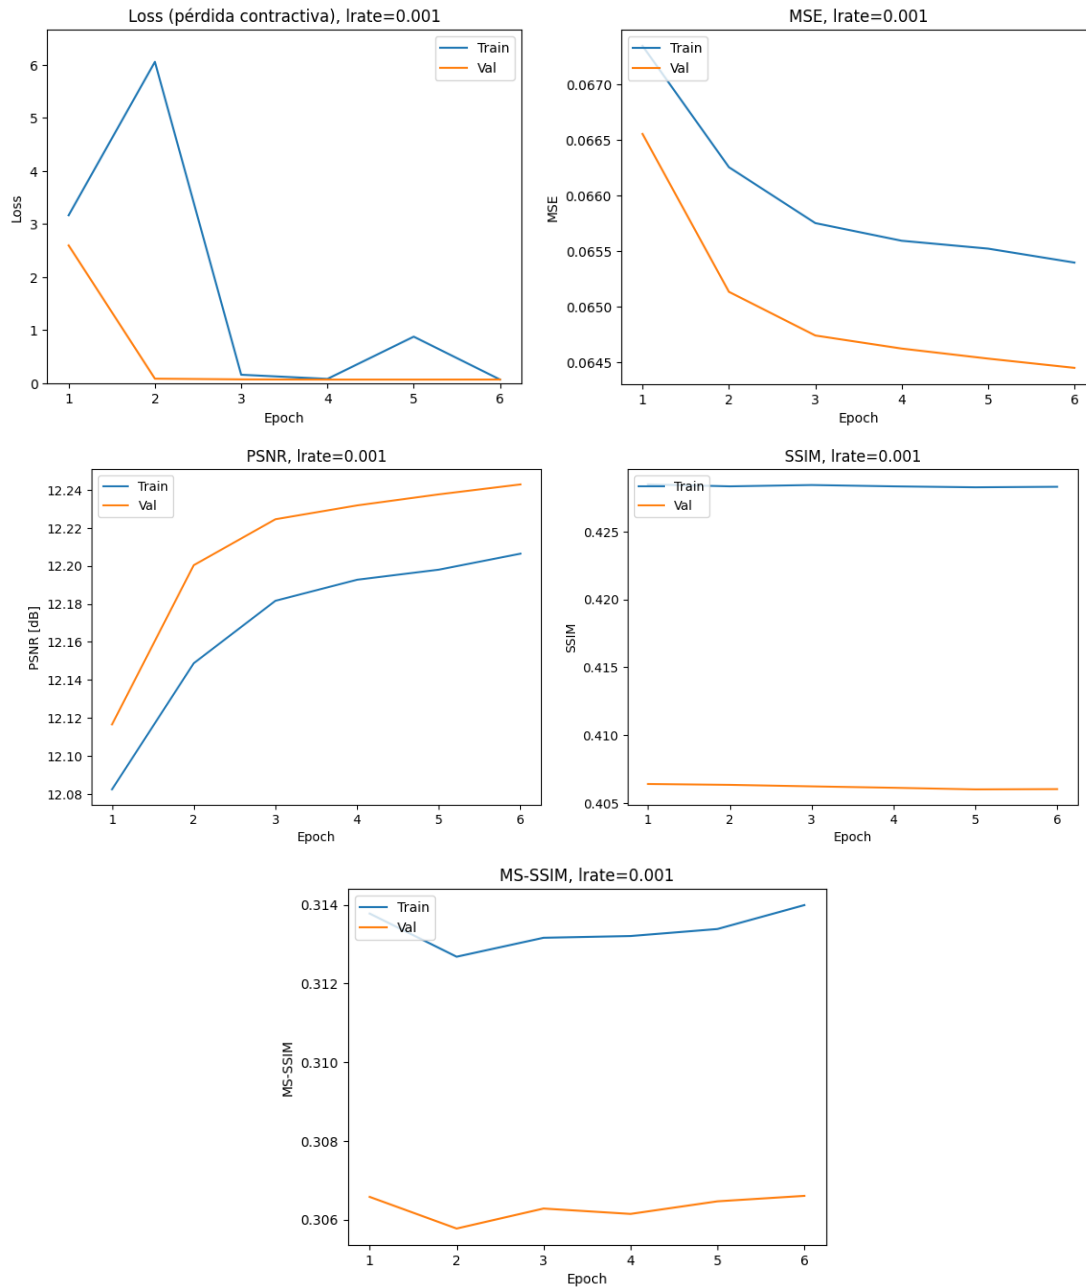 Loss (pérdida contractiva), lrate=0.001
Train
Val
6
5
4
3
2
1
0
Loss
1 2 3 4 5 6
Epoch
MSE, lrate=0.001
Train
Val
0.0670
0.0665
0.0660
0.0655
0.0650
0.0645
MSE
1 2 3 4 5 6
Epoch
PSNR, lrate=0.001
Train
Val
12.24
12.22
12.20
12.18
12.16
12.14
12.12
12.10
12.08
PSNR [dB]
1 2 3 4 5 6
Epoch
SSIM, lrate=0.001
Train
Val
0.425
0.420
0.415
0.410
0.405
SSIM
1 2 3 4 5 6
Epoch
MS-SSIM, lrate=0.001
Train
Val
0.314
0.312
0.310
0.308
0.306
MS-SSIM
1 2 3 4 5 6
Epoch